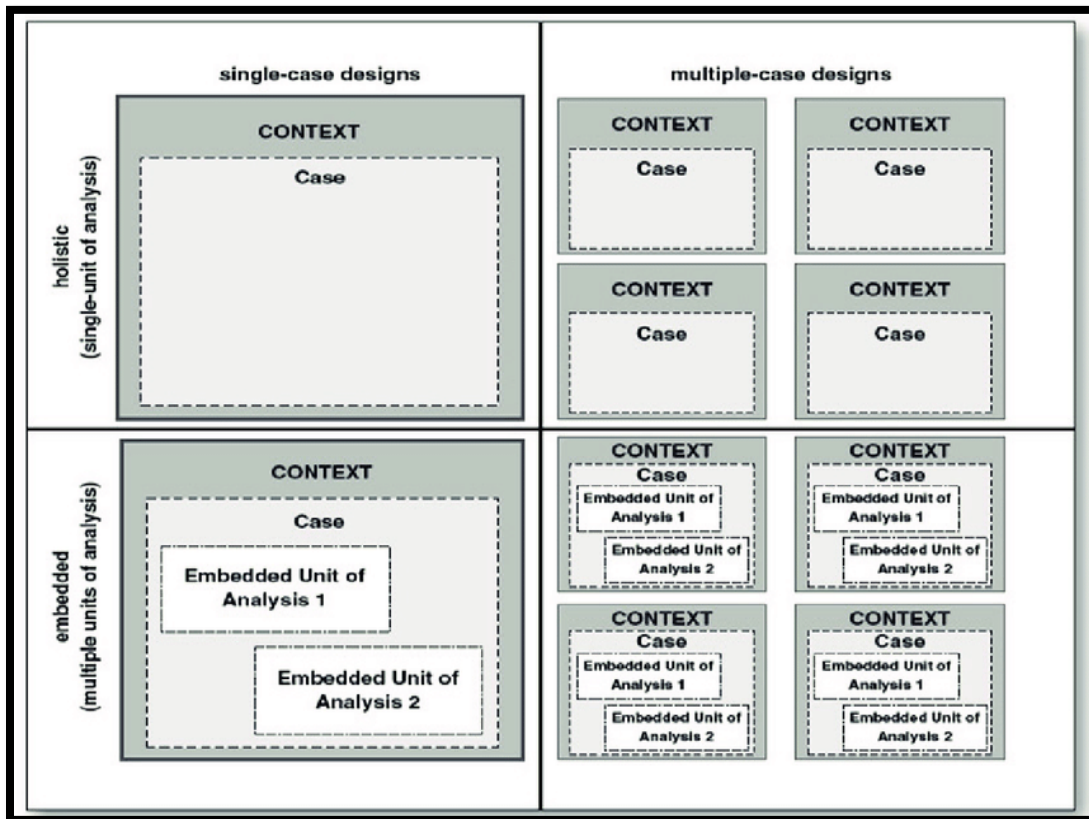 single-case designs
multiple-case designs
holistic
(single-unit of analysis)
CONTEXT
Case
CONTEXT
Case
CONTEXT
Case
CONTEXT
Case
CONTEXT
Case
embedded
(multiple units of analysis)
CONTEXT
Case
Embedded Unit of
Analysis 1
Embedded Unit of
Analysis 2
CONTEXT
Case
Embedded Unit of
Analysis 1
Embedded Unit of
Analysis 2
CONTEXT
Case
Embedded Unit of
Analysis 1
Embedded Unit of
Analysis 2
CONTEXT
Case
Embedded Unit of
Analysis 1
Embedded Unit of
Analysis 2
CONTEXT
Case
Embedded Unit of
Analysis 1
Embedded Unit of
Analysis 2